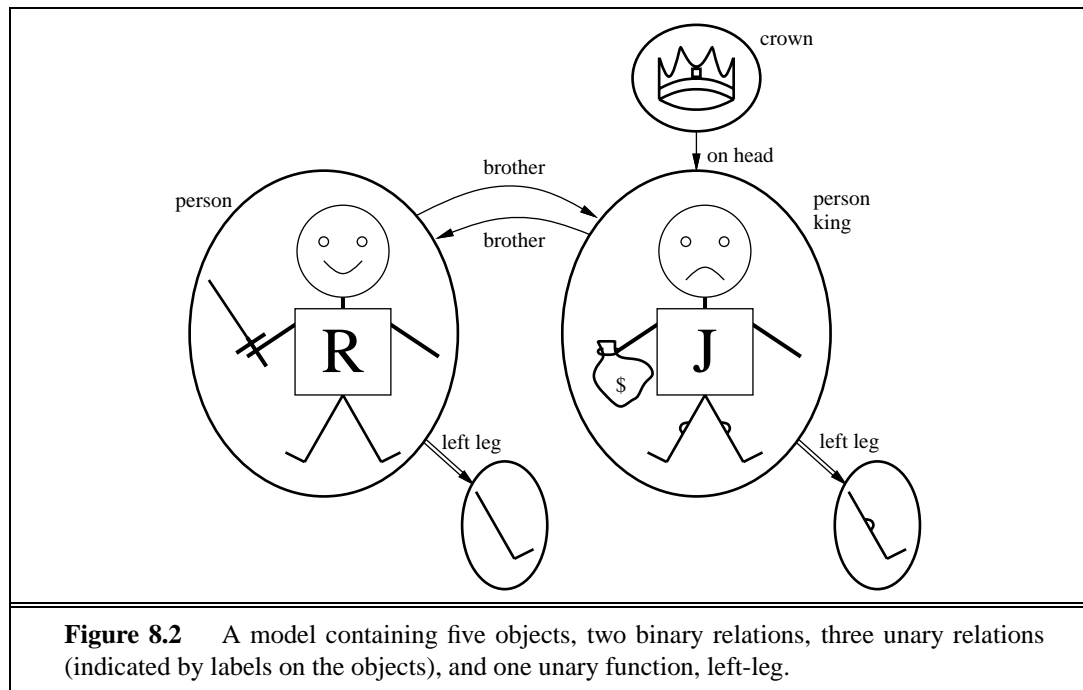 crown
on head
brother
person
person
king
brother
R
J
$
left leg
left leg
Figure 8.2 A model containing five objects, two binary relations, three unary relations
(indicated by labels on the objects), and one unary function, left-leg.